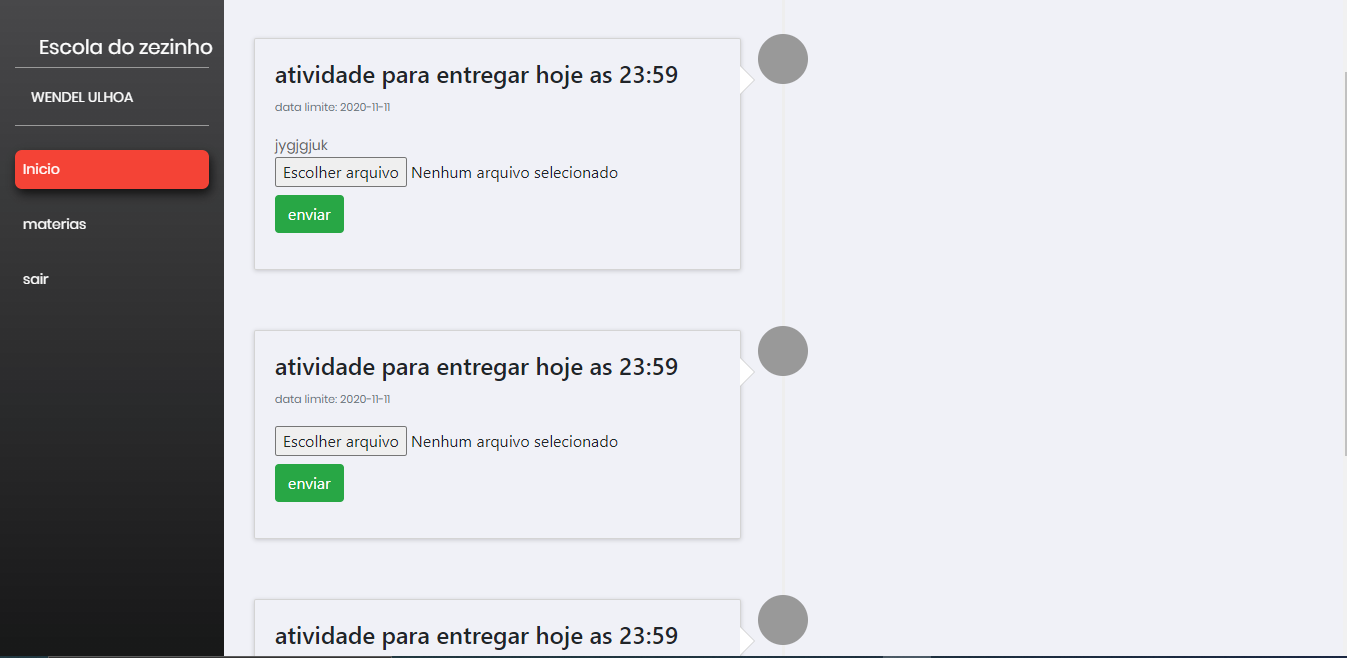 Escola do zezinho
WENDEL ULHOA
Inicio
materias
sair
atividade para entregar hoje as 23:59
data limite: 2020-11-11
jygjgjuk
Escolher arquivo Nenhum arquivo selecionado
enviar
atividade para entregar hoje as 23:59
data limite: 2020-11-11
Escolher arquivo Nenhum arquivo selecionado
enviar
atividade para entregar hoje as 23:59